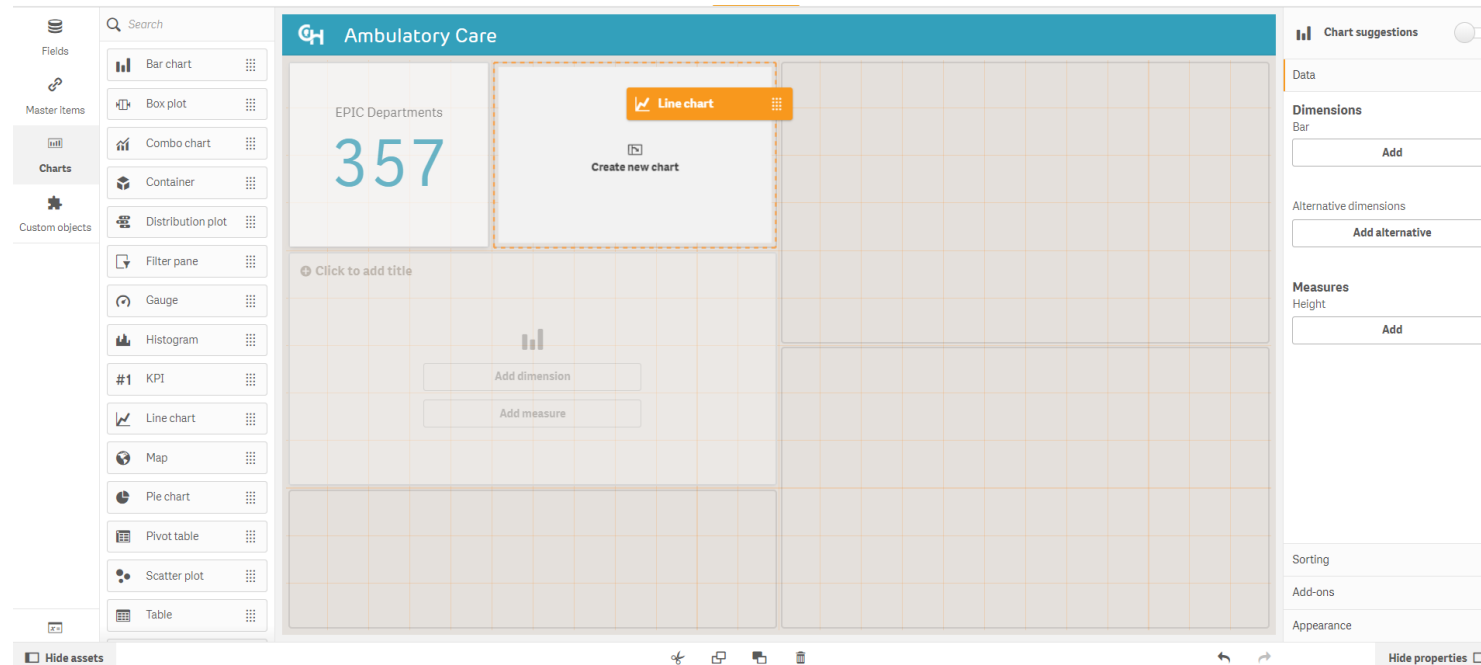 Fields
Master items
Charts
Custom objects
Search
Bar chart
Box plot
Combo chart
Container
Distribution plot
Filter pane
Gauge
Histogram
#1 KPI
Line chart
Map
Pie chart
Pivot table
Scatter plot
Table
CH Ambulatory Care
EPIC Departments
357
Line chart
Create new chart
Click to add title
Add dimension
Add measure
Chart suggestions
Data
Dimensions
Bar
Add
Alternative dimensions
Add alternative
Measures
Height
Add
Sorting
Add-ons
Appearance
Hide assets
Hide properties